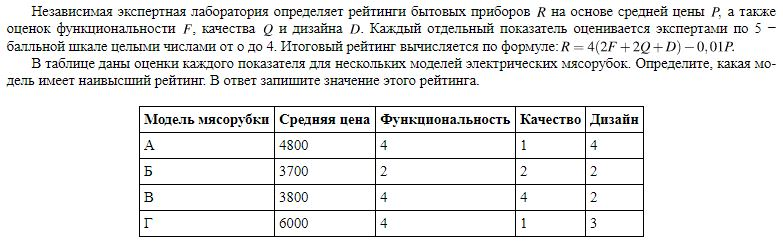 Независимая экспертная лаборатория определяет рейтинги бытовых приборов R на основе средней цены P, а также
оценок функциональности F, качества Q и дизайна D. Каждый отдельный показатель оценивается экспертами по 5 −
балльной шкале целыми числами от 0 до 4. Итоговый рейтинг вычисляется по формуле: R = 4(2F + 2Q + D) − 0,01P.
В таблице даны оценки каждого показателя для нескольких моделей электрических мясорубок. Определите, какая мо-
дель имеет наивысший рейтинг. В ответ запишите значение этого рейтинга.
Модель мясорубки Средняя цена Функциональность Качество Дизайн
А 4800 4 1 4
Б 3700 2 2 2
В 3800 4 4 2
Г 6000 4 1 3